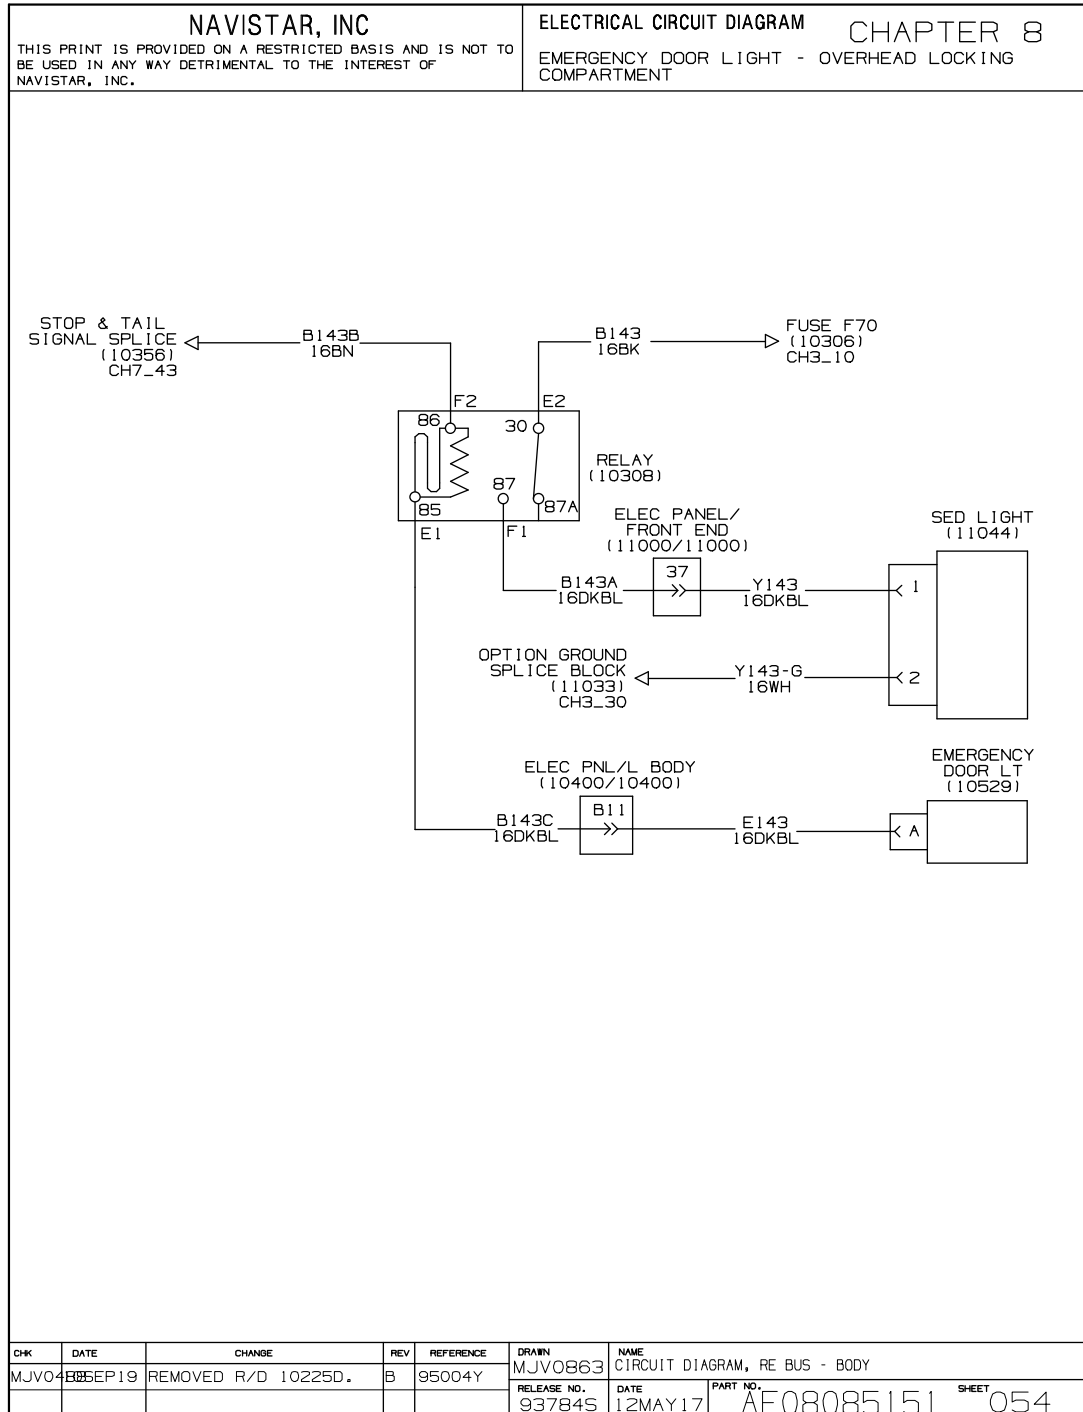 NAVISTAR, INC
THIS PRINT IS PROVIDED ON A RESTRICTED BASIS AND IS NOT TO
BE USED IN ANY WAY DETRIMENTAL TO THE INTEREST OF
NAVISTAR, INC.
ELECTRICAL CIRCUIT DIAGRAM
CHAPTER 8
EMERGENCY DOOR LIGHT - OVERHEAD LOCKING
COMPARTMENT
STOP & TAIL
SIGNAL SPLICE
(10356)
CH7_43
B143B
16BN
B143
16BK
FUSE F70
(10306)
CH3_10
F2
E2
86
30
87
85
87A
RELAY
(10308)
E1
F1
ELEC PANEL/
FRONT END
(11000/11000)
37
B143A
16DKBL
Y143
16DKBL
SED LIGHT
(11044)
1
OPTION GROUND
SPLICE BLOCK
(11033)
CH3_30
Y143-G
16WH
2
ELEC PNL/L BODY
(10400/10400)
B11
B143C
16DKBL
E143
16DKBL
EMERGENCY
DOOR LT
(10529)
A
CHK DATE CHANGE REV REFERENCE
REMOVED R/D 10225D. B 95004Y
DRAWN
MJV0863
NAME
CIRCUIT DIAGRAM, RE BUS - BODY
RELEASE NO.
93784S
DATE
12MAY17
PART NO.
AE08085151
SHEET
054